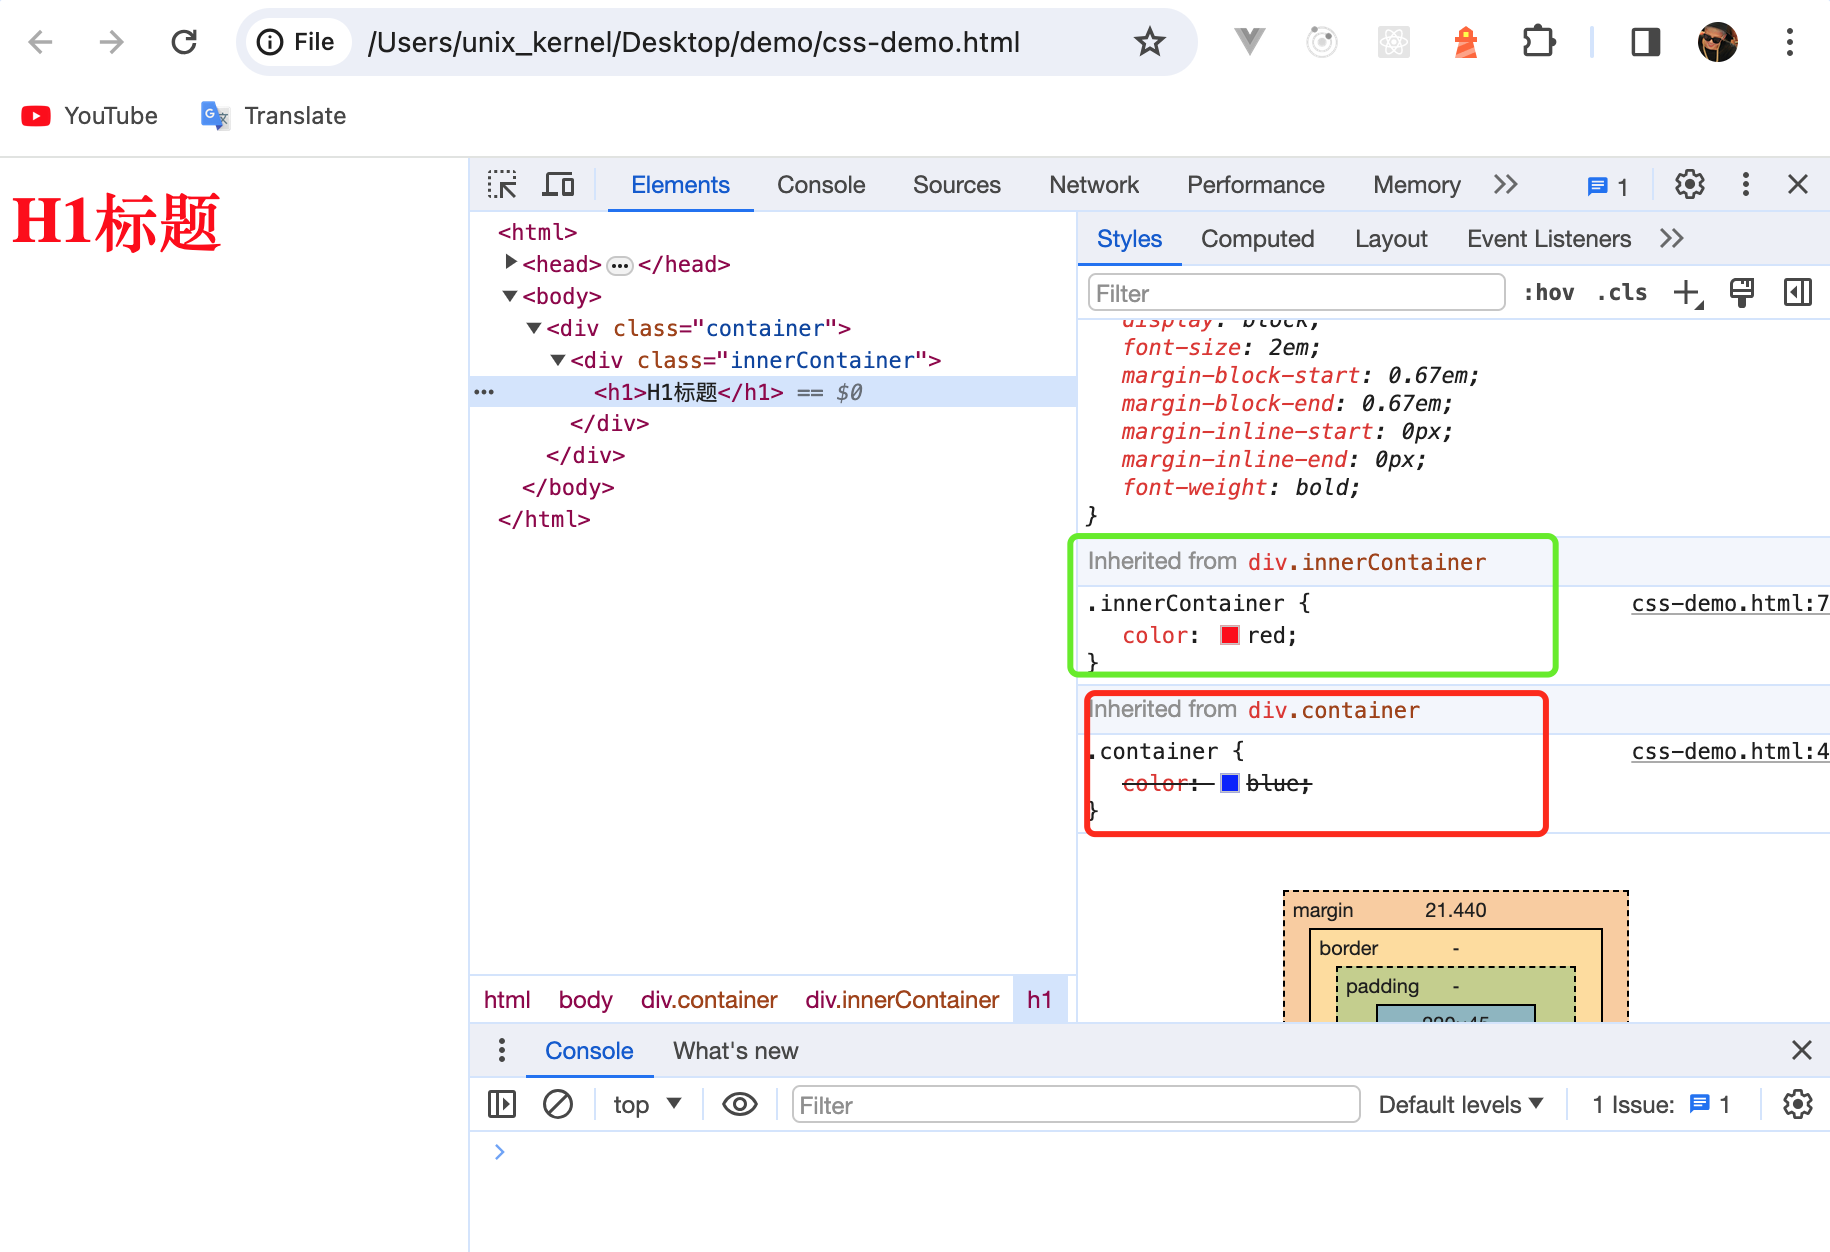 File /Users/unix_kernel/Desktop/demo/css-demo.html
YouTube Translate
H1标题
Elements Console Sources Network Performance Memory 1
<html>
<head> ••• </head>
<body>
<div class="container">
<div class="innerContainer">
••• <h1>H1标题</h1> == $0
</div>
</div>
</body>
</html>
html body div.container div.innerContainer h1
Styles Computed Layout Event Listeners
Filter :hov .cls
display: block;
font-size: 2em;
margin-block-start: 0.67em;
margin-block-end: 0.67em;
margin-inline-start: 0px;
margin-inline-end: 0px;
font-weight: bold;
}
Inherited from div.innerContainer
.innerContainer { css-demo.html:7
color: red;
}
Inherited from div.container
.container { css-demo.html:4
color: blue;
}
margin 21.440
border -
padding -
Console What's new
top Filter Default levels 1 Issue: 1